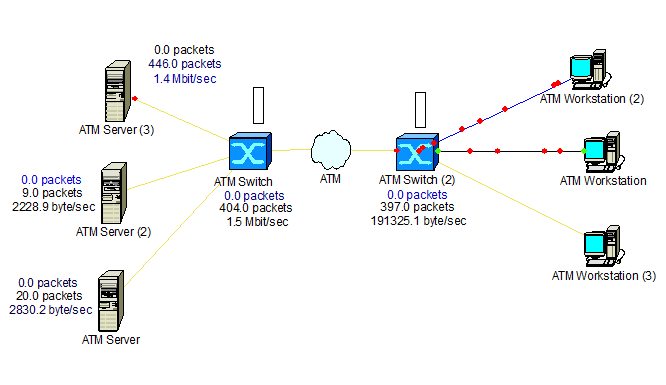 0.0 packets
446.0 packets
1.4 Mbit/sec
ATM Server (3)
0.0 packets
9.0 packets
2228.9 byte/sec
ATM Server (2)
0.0 packets
20.0 packets
2830.2 byte/sec
ATM Server
ATM Switch
0.0 packets
404.0 packets
1.5 Mbit/sec
ATM
ATM Switch (2)
0.0 packets
397.0 packets
191325.1 byte/sec
ATM Workstation (2)
ATM Workstation
ATM Workstation (3)